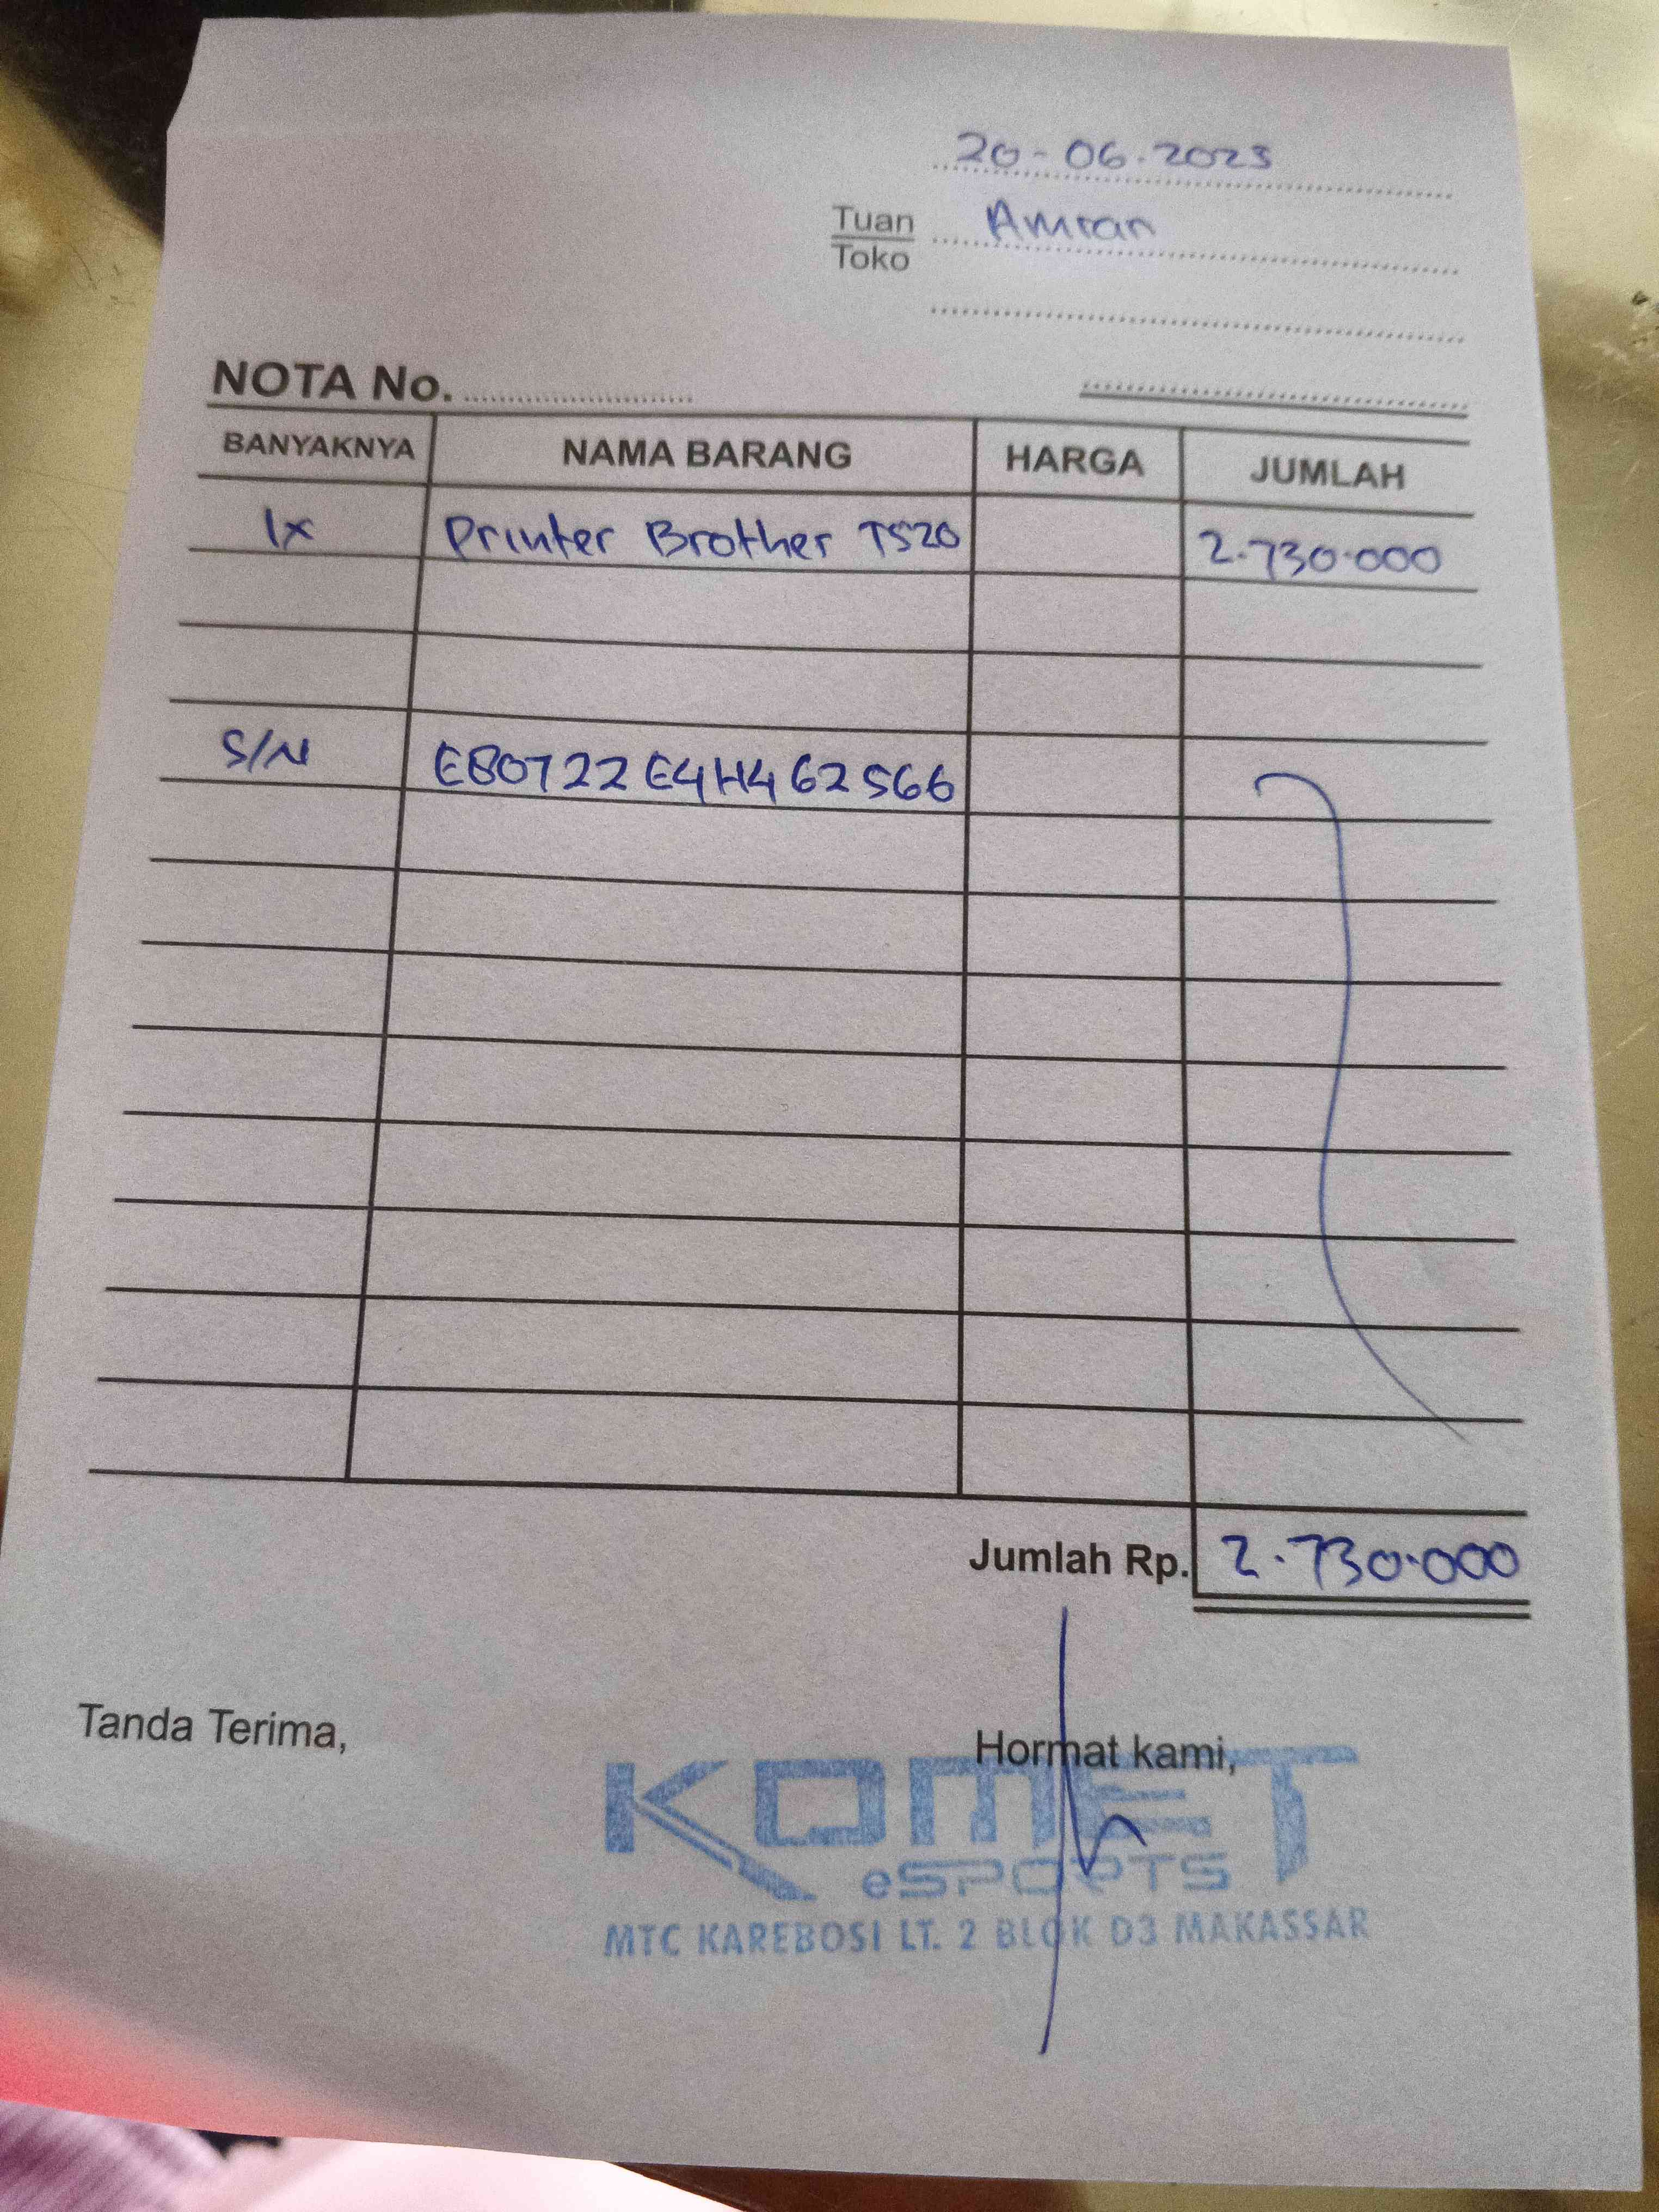 20-06-2023
Tuan Amran
Toko
NOTA No.
BANYAKNYA NAMA BARANG HARGA JUMLAH
1x Printer Brother T520 2.730.000
S/N E80722E4H462566
Jumlah Rp. 2.730.000
Tanda Terima, Hormat kami,
KOMET
eSPORTS
MTC KAREBOSI LT. 2 BLOK D3 MAKASSAR